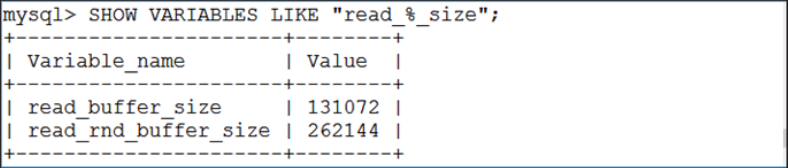 mysql> SHOW VARIABLES LIKE "read_%_size";
+----------------------+--------+
| Variable_name        | Value  |
+----------------------+--------+
| read_buffer_size     | 131072 |
| read_rnd_buffer_size | 262144 |
+----------------------+--------+